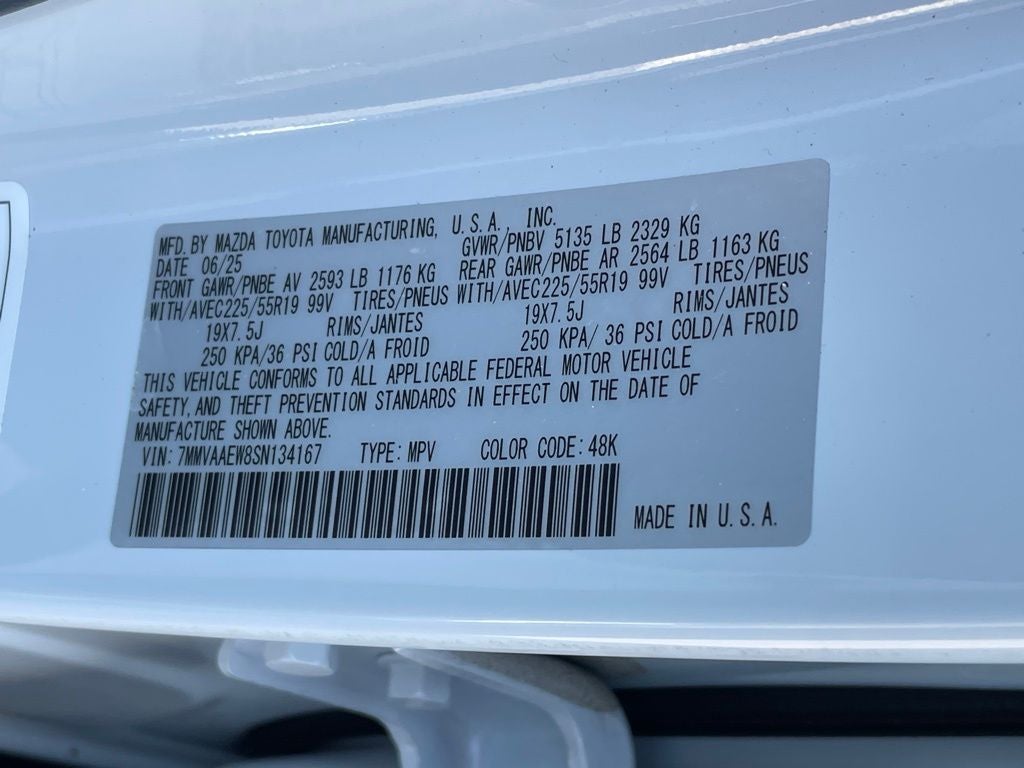 MFD. BY MAZDA TOYOTA MANUFACTURING, U.S.A., INC.
DATE 06/25 GVWR/PNBV 5135 LB 2329 KG
FRONT GAWR/PNBE AV 2593 LB 1176 KG REAR GAWR/PNBE AR 2564 LB 1163 KG
WITH/AVEC225/55R19 99V TIRES/PNEUS WITH/AVEC225/55R19 99V TIRES/PNEUS
19X7.5J RIMS/JANTES 19X7.5J RIMS/JANTES
250 KPA/36 PSI COLD/A FROID 250 KPA/ 36 PSI COLD/A FROID
THIS VEHICLE CONFORMS TO ALL APPLICABLE FEDERAL MOTOR VEHICLE
SAFETY, AND THEFT PREVENTION STANDARDS IN EFFECT ON THE DATE OF
MANUFACTURE SHOWN ABOVE.
VIN: 7MMVAAEW8SN134167 TYPE: MPV COLOR CODE: 48K
MADE IN U.S.A.